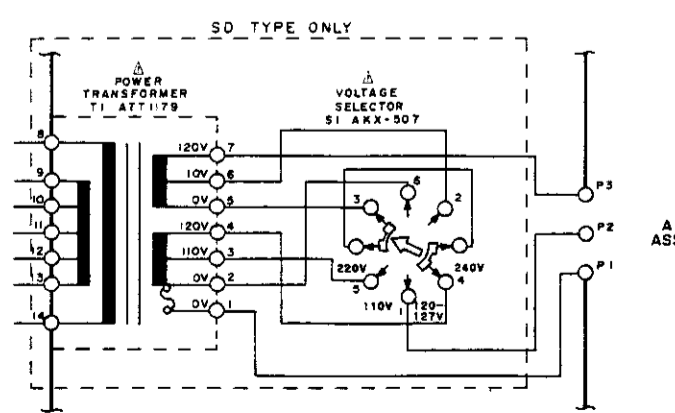 SD TYPE ONLY
POWER
TRANSFORMER
T1 ATT1179
VOLTAGE
SELECTOR
S1 AKX-507
8
9
10
11
12
13
14
120V 7
10V 6
0V 5
120V 4
110V 3
0V 2
0V 1
6
3
2
220V
240V
5
4
110V
1
120-
127V
P3
P2
P1
A
ASS